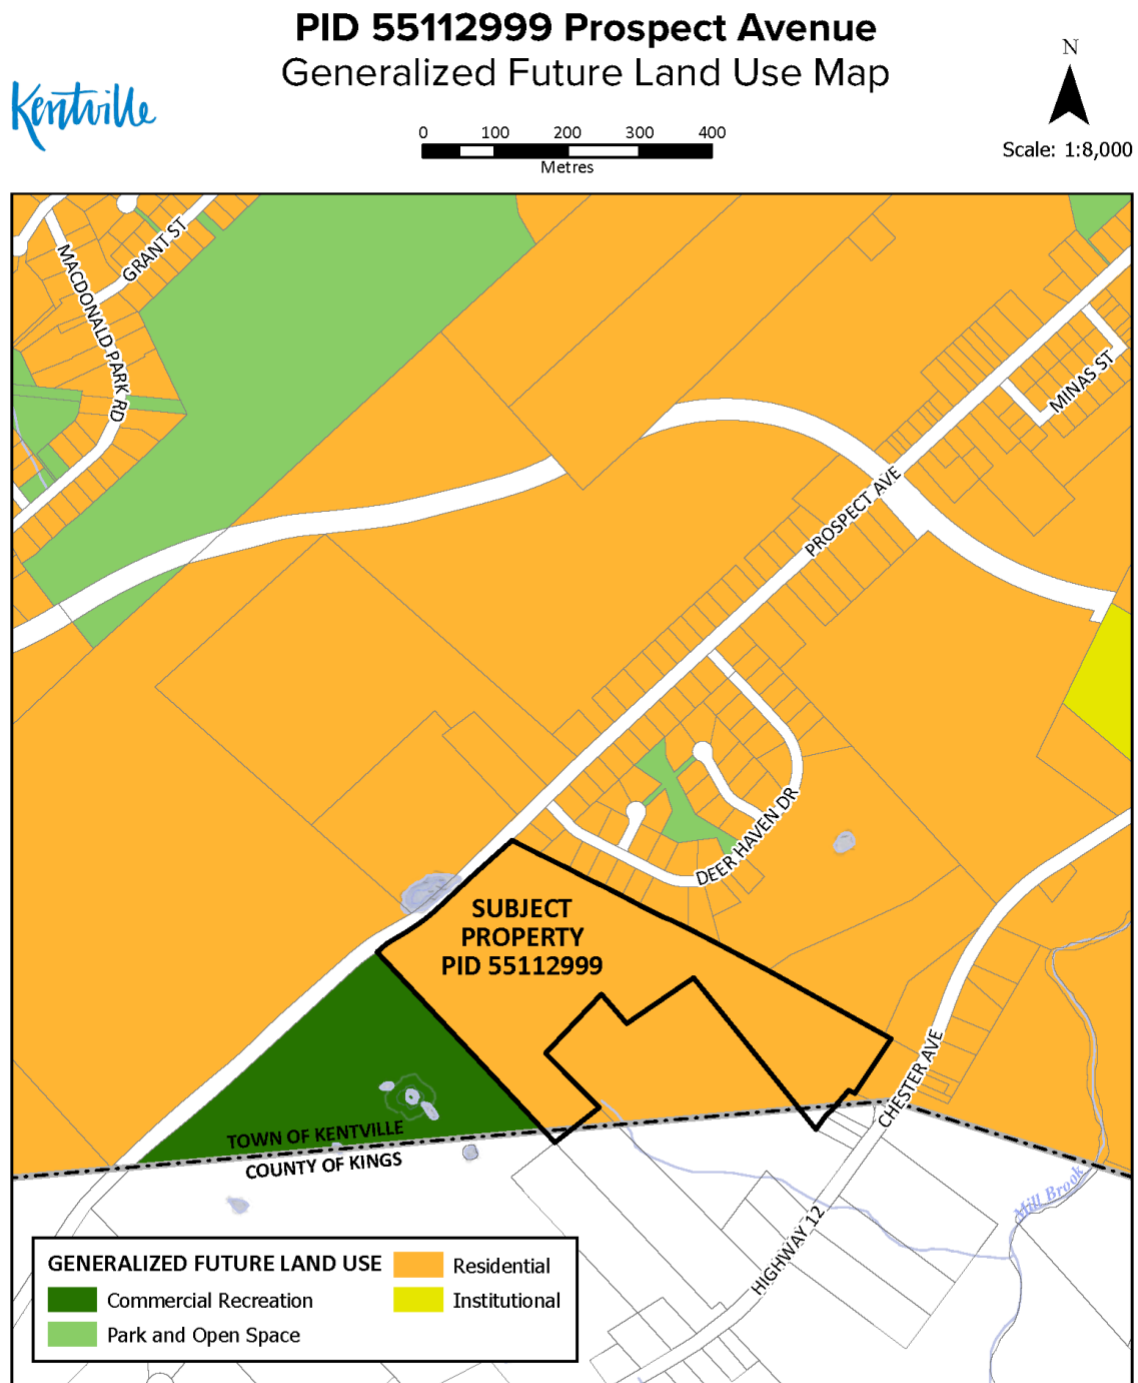 PID 55112999 Prospect Avenue
Generalized Future Land Use Map
Kentville
N
Scale: 1:8,000
0 100 200 300 400
Metres
GRANT ST
MACDONALD PARK RD
MINAS ST
PROSPECT AVE
DEER HAVEN DR
SUBJECT
PROPERTY
PID 55112999
CHESTER AVE
TOWN OF KENTVILLE
COUNTY OF KINGS
Mill Brook
HIGHWAY 12
GENERALIZED FUTURE LAND USE
Commercial Recreation
Park and Open Space
Residential
Institutional